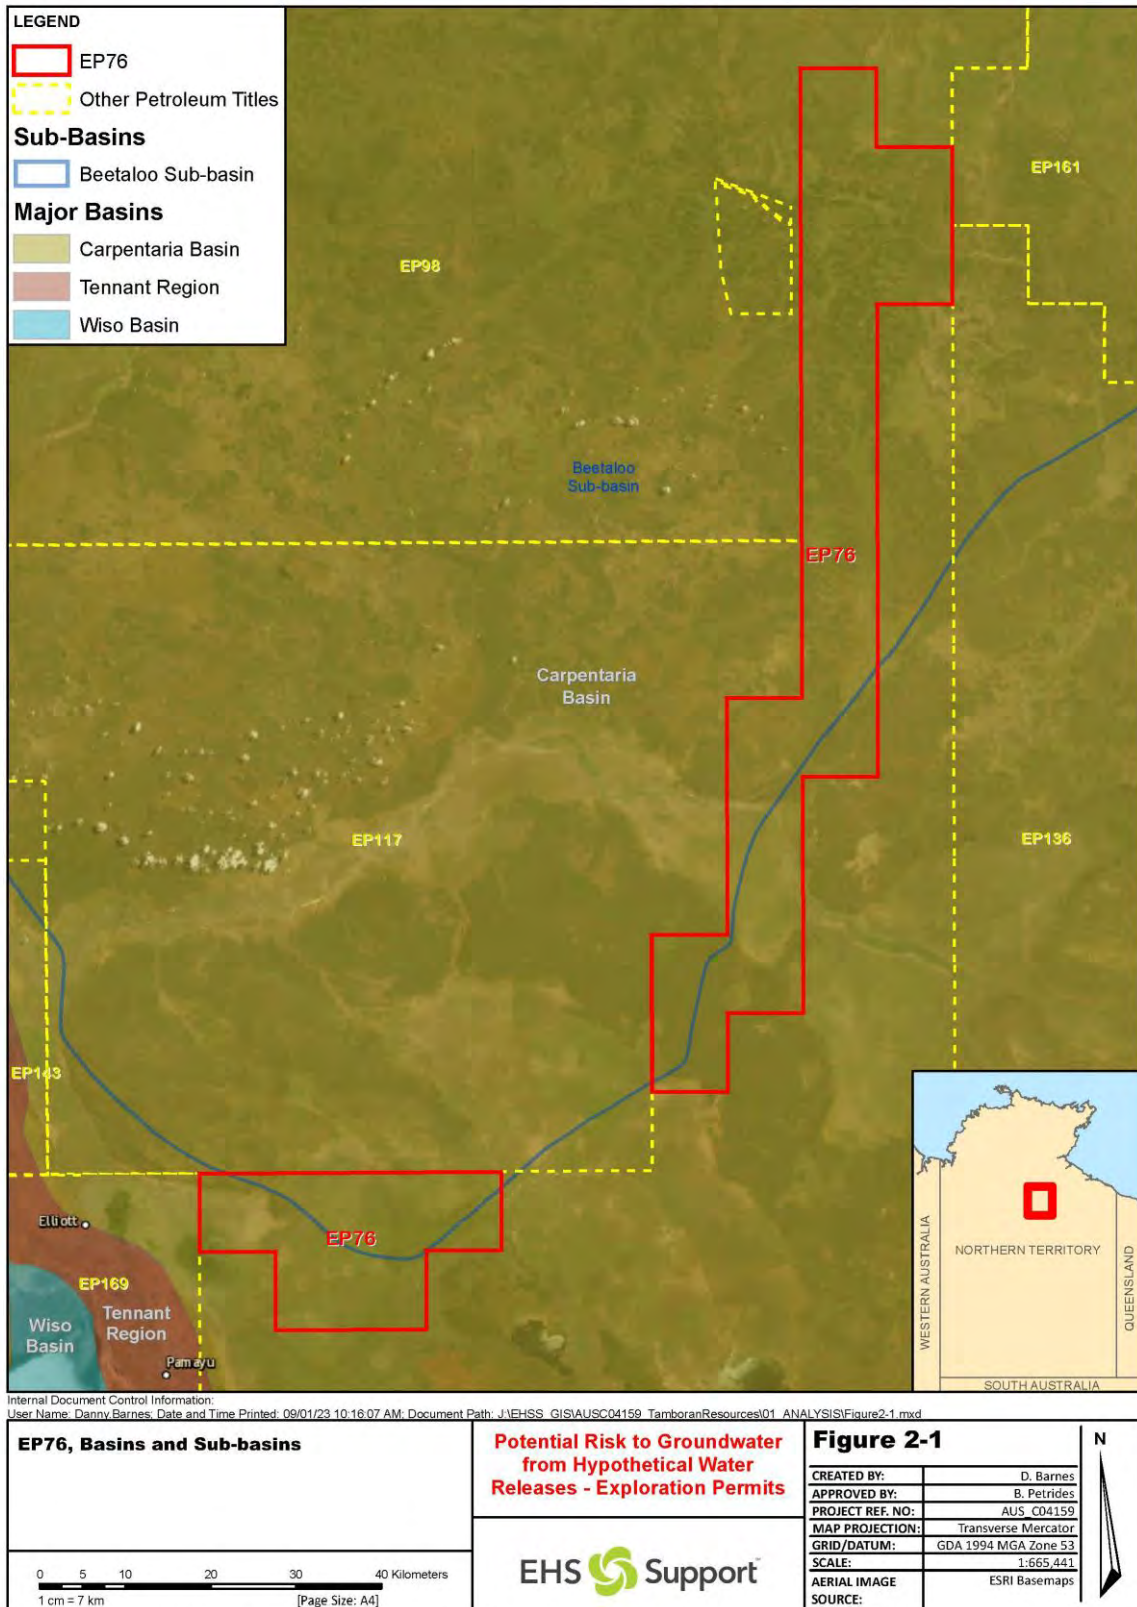 LEGEND
EP76
Other Petroleum Titles
Sub-Basins
Beetaloo Sub-basin
Major Basins
Carpentaria Basin
Tennant Region
Wiso Basin
EP161
EP98
Beetaloo
Sub-basin
EP76
Carpentaria
Basin
EP117
EP136
EP143
Elliott
EP76
EP169
Tennant
Region
Wiso
Basin
Pamayu
WESTERN AUSTRALIA
NORTHERN TERRITORY
QUEENSLAND
SOUTH AUSTRALIA
Internal Document Control Information:
User Name: Danny.Barnes; Date and Time Printed: 09/01/23 10:16:07 AM; Document Path: J:\EHSS_GIS\AUSC04159_TamboranResources\01_ANALYSIS\Figure2-1.mxd
EP76, Basins and Sub-basins
0 5 10 20 30 40 Kilometers
1 cm = 7 km [Page Size: A4]
Potential Risk to Groundwater
from Hypothetical Water
Releases - Exploration Permits
EHS Support™
Figure 2-1
CREATED BY: D. Barnes
APPROVED BY: B. Petrides
PROJECT REF. NO: AUS_C04159
MAP PROJECTION: Transverse Mercator
GRID/DATUM: GDA 1994 MGA Zone 53
SCALE: 1:665,441
AERIAL IMAGE ESRI Basemaps
SOURCE:
N